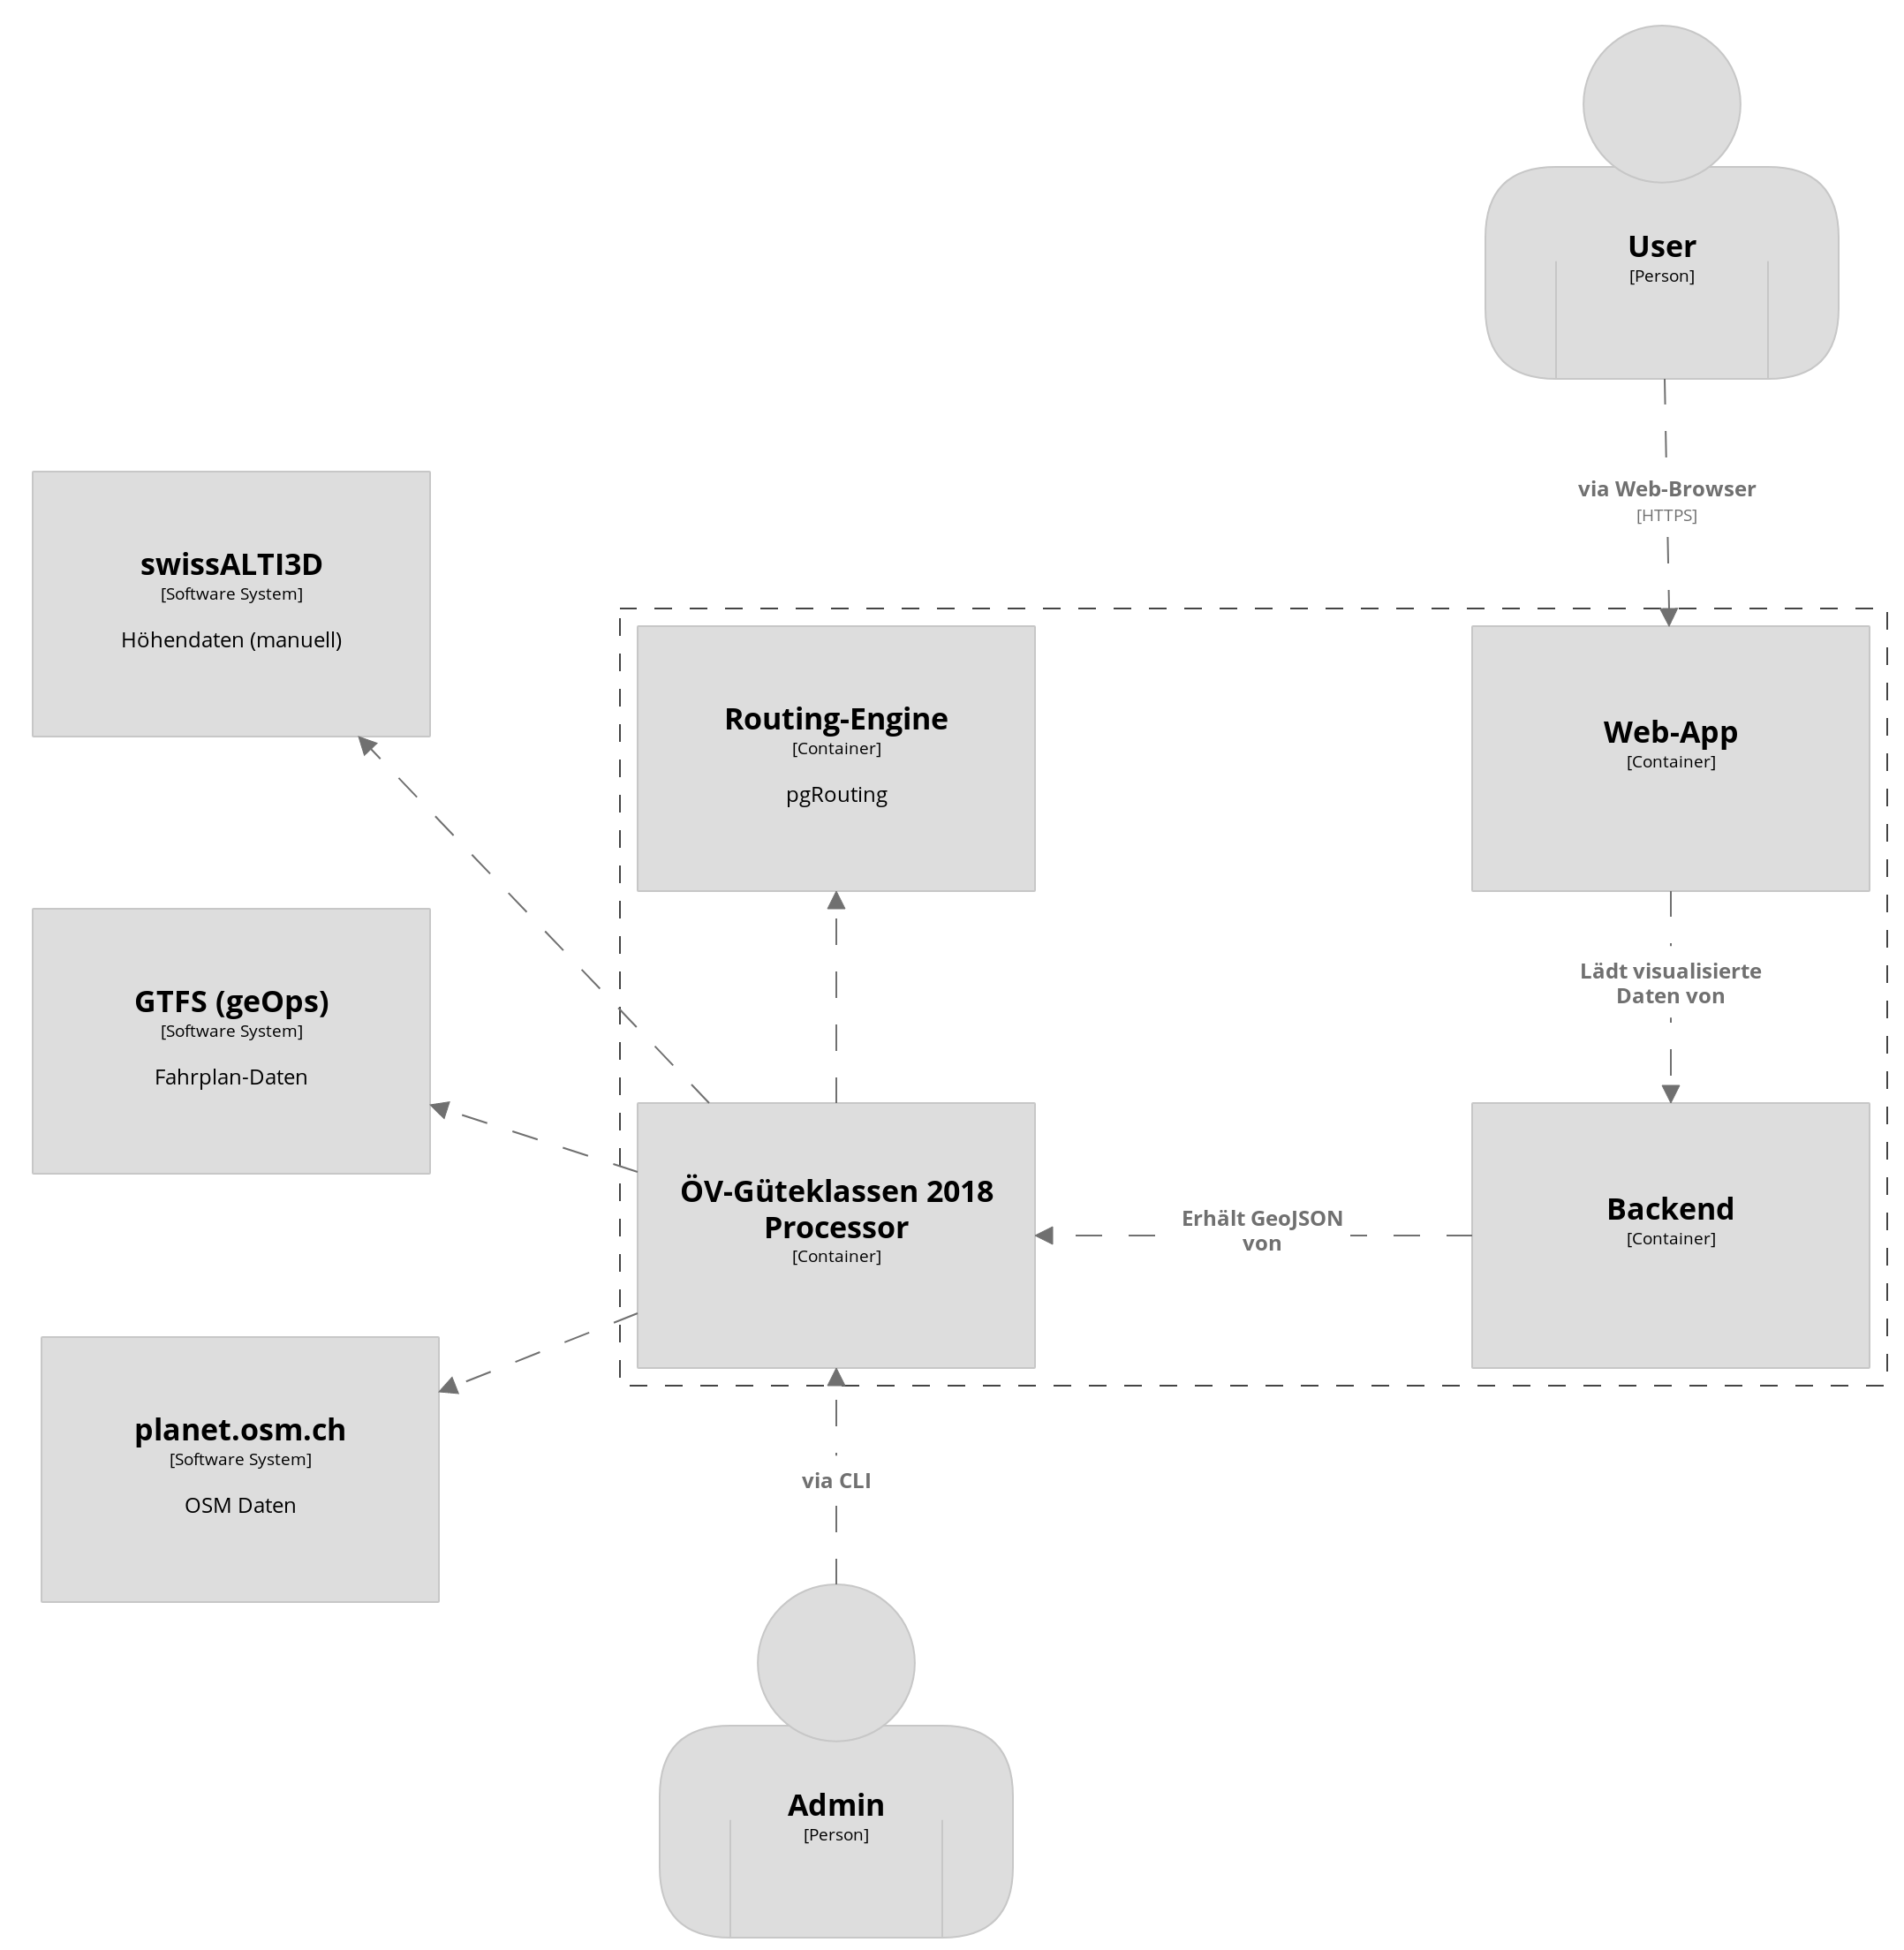 User
[Person]
via Web-Browser
[HTTPS]
swissALTI3D
[Software System]
Höhendaten (manuell)
Routing-Engine
[Container]
pgRouting
Web-App
[Container]
GTFS (geOps)
[Software System]
Fahrplan-Daten
Lädt visualisierte
Daten von
ÖV-Güteklassen 2018
Processor
[Container]
Erhält GeoJSON
von
Backend
[Container]
planet.osm.ch
[Software System]
OSM Daten
via CLI
Admin
[Person]